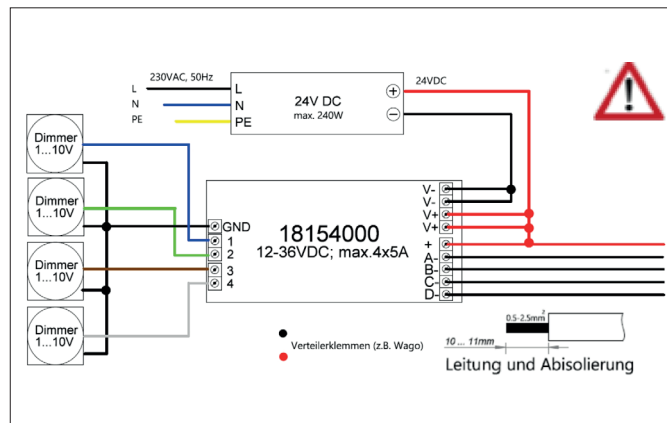 230VAC, 50Hz
L
N
PE
L
N
PE
24V DC
max. 240W
+
−
24VDC
Dimmer
1...10V
Dimmer
1...10V
Dimmer
1...10V
Dimmer
1...10V
GND
1
2
3
4
18154000
12-36VDC; max.4x5A
V-
V-
V+
V+
+
A-
B-
C-
D-
!
Verteilerklemmen (z.B. Wago)
0.5-2.5mm²
10 ... 11mm
Leitung und Abisolierung